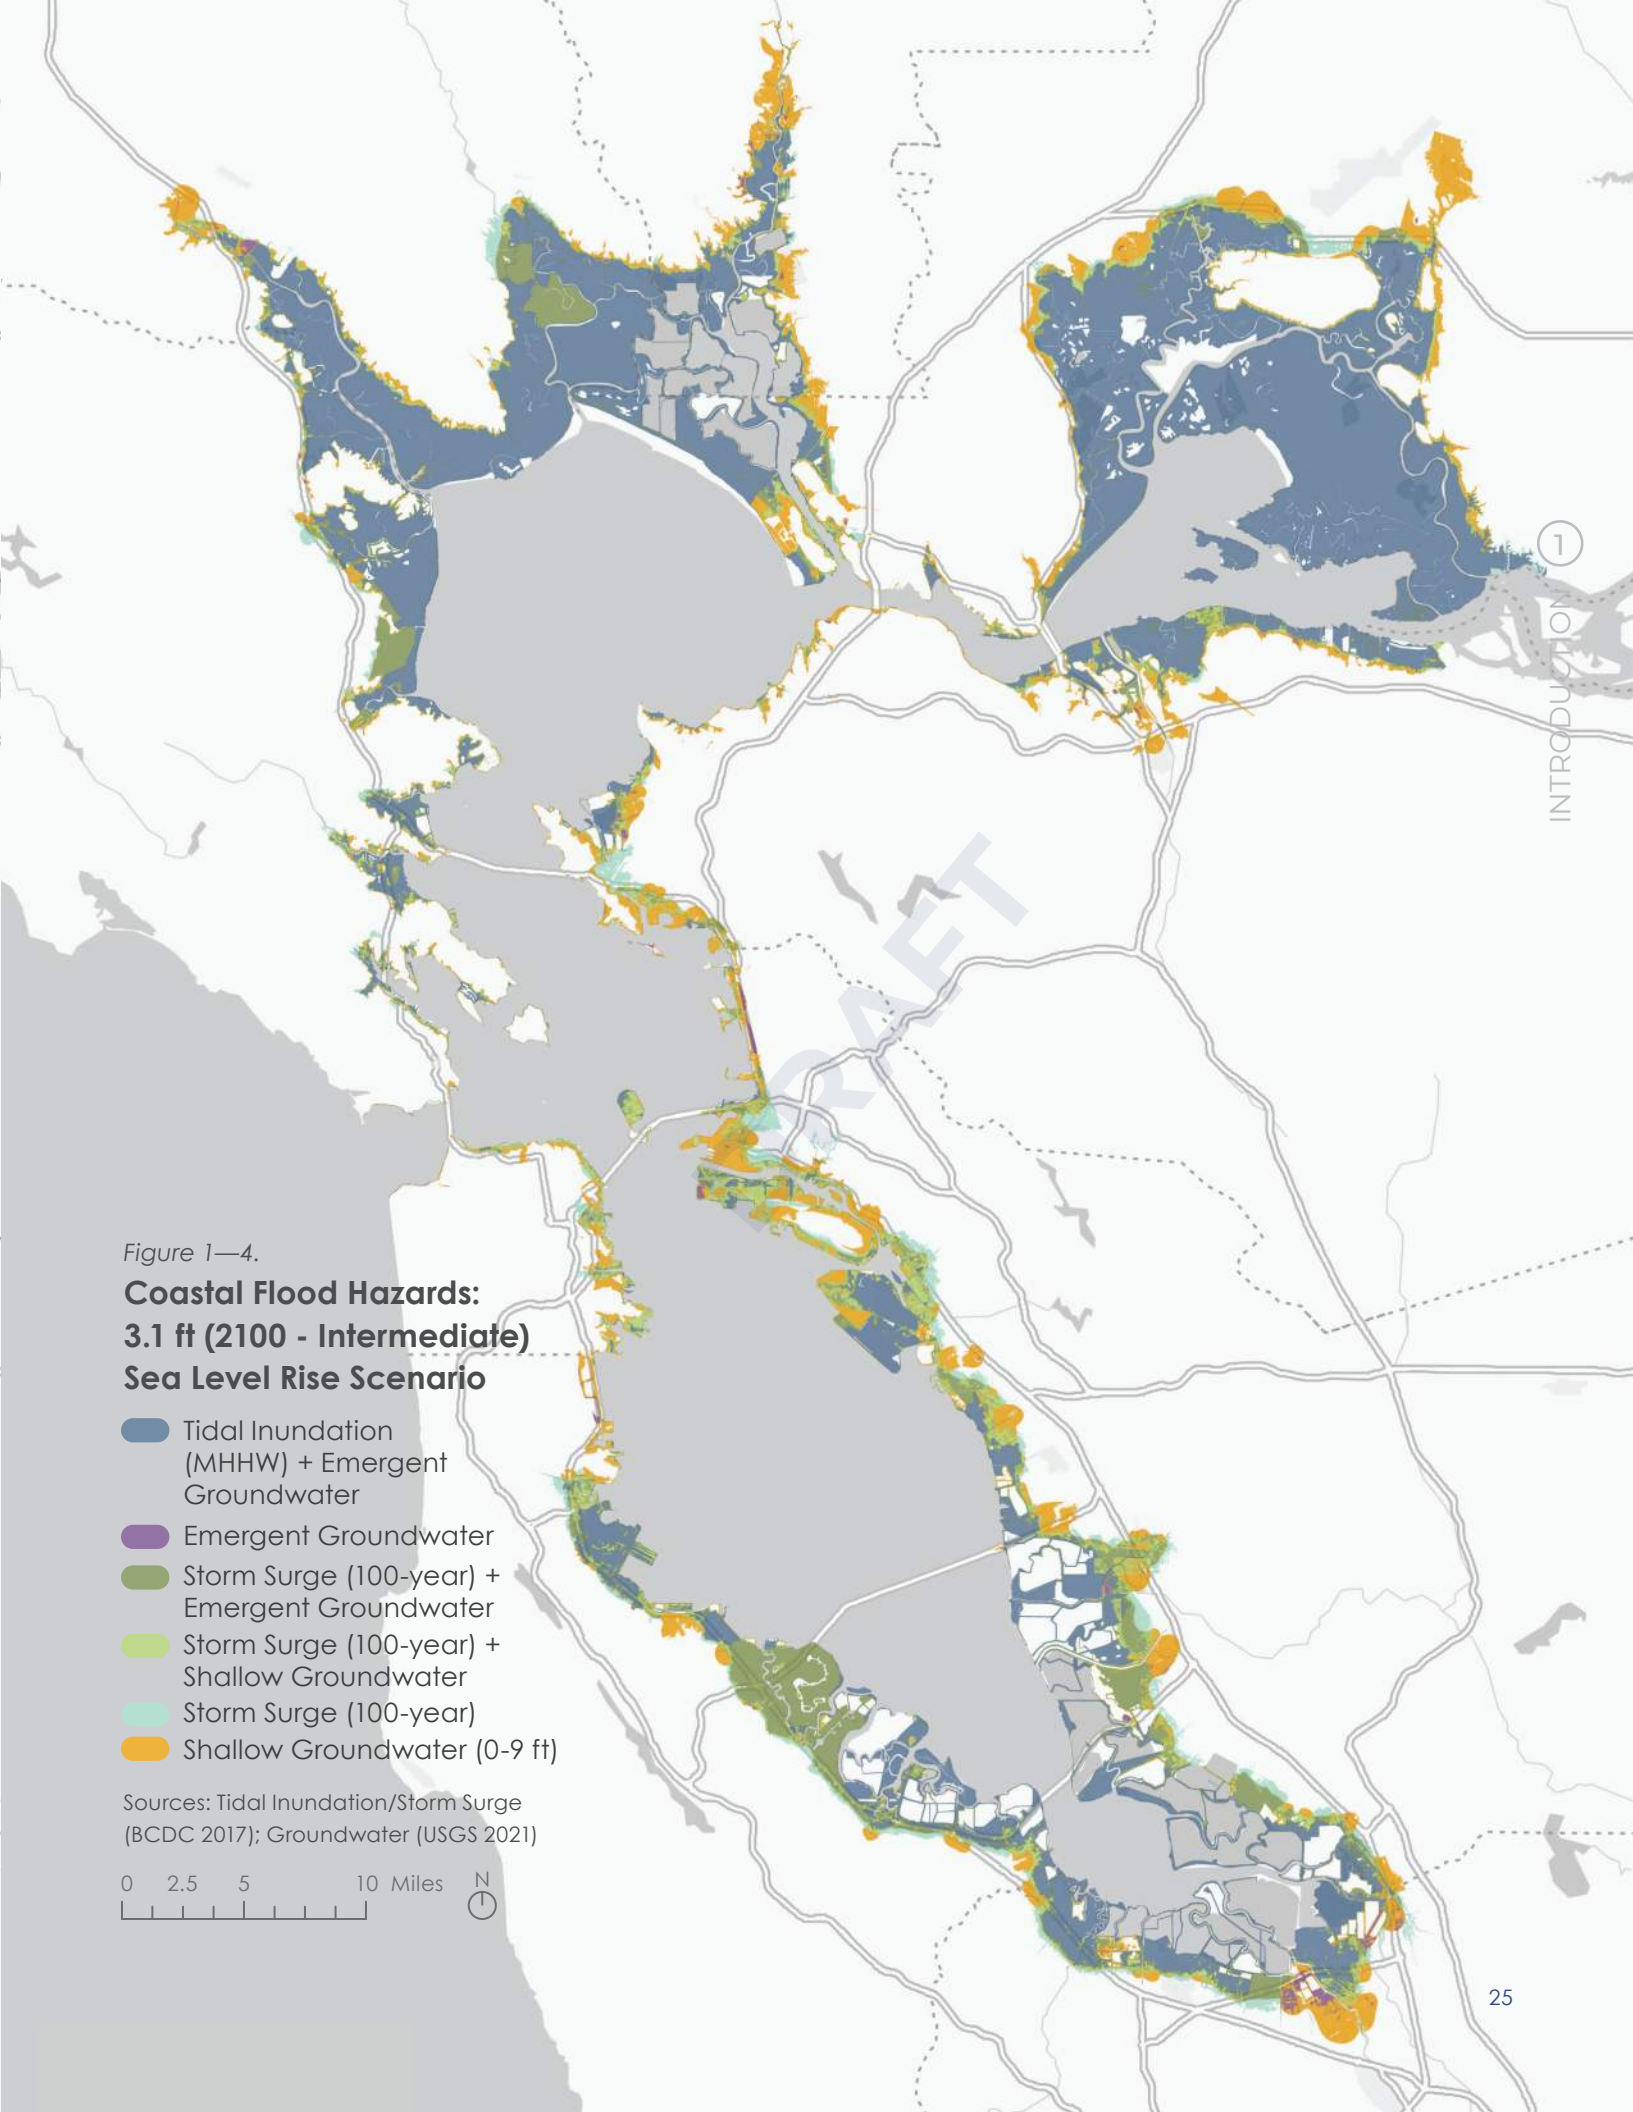 1
INTRODUCTION
DRAFT
Figure 1—4.
Coastal Flood Hazards:
3.1 ft (2100 - Intermediate)
Sea Level Rise Scenario
Tidal Inundation
(MHHW) + Emergent
Groundwater
Emergent Groundwater
Storm Surge (100-year) +
Emergent Groundwater
Storm Surge (100-year) +
Shallow Groundwater
Storm Surge (100-year)
Shallow Groundwater (0-9 ft)
Sources: Tidal Inundation/Storm Surge
(BCDC 2017); Groundwater (USGS 2021)
0 2.5 5 10 Miles N
25